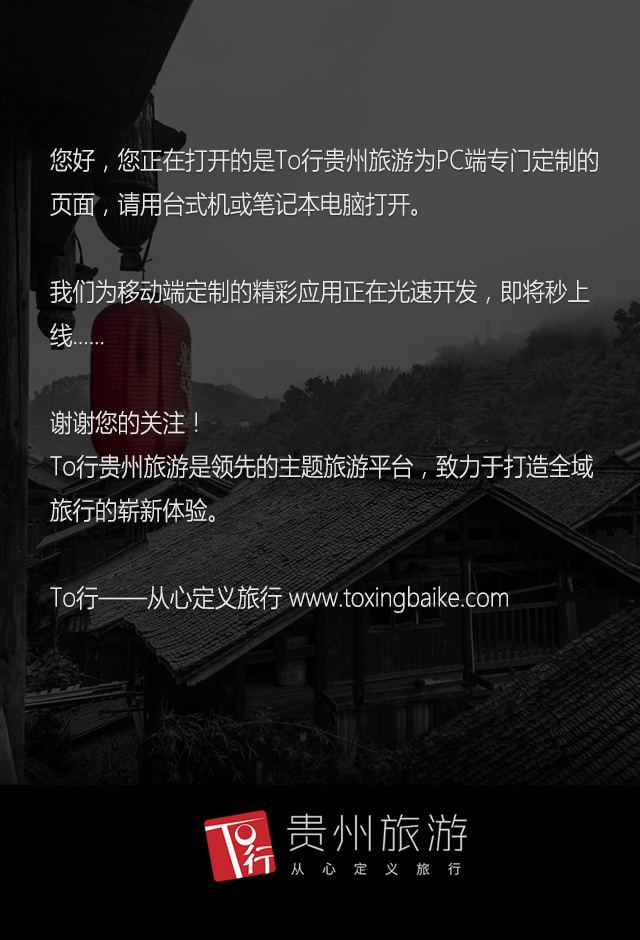 您好，您正在打开的是To行贵州旅游为PC端专门定制的
页面，请用台式机或笔记本电脑打开。
我们为移动端定制的精彩应用正在光速开发，即将秒上
线......
谢谢您的关注！
To行贵州旅游是领先的主题旅游平台，致力于打造全域
旅行的崭新体验。
To行——从心定义旅行 www.toxingbaike.com
To行 贵州旅游
从心定义旅行